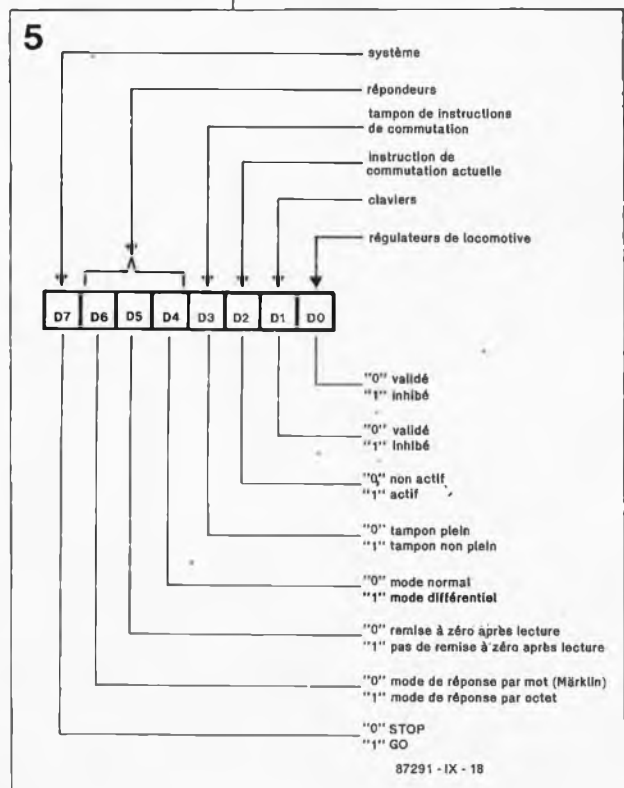 5
système
répondeurs
tampon de instructions
de commutation
instruction de
commutation actuelle
claviers
régulateurs de locomotive
D7 D6 D5 D4 D3 D2 D1 D0
"0" validé
"1" inhibé
"0" validé
"1" inhibé
"0" non actif
"1" actif
"0" tampon plein
"1" tampon non plein
"0" mode normal
"1" mode différentiel
"0" remise à zéro après lecture
"1" pas de remise à zéro après lecture
"0" mode de réponse par mot (Märklin)
"1" mode de réponse par octet
"0" STOP
"1" GO
87291 - IX - 18